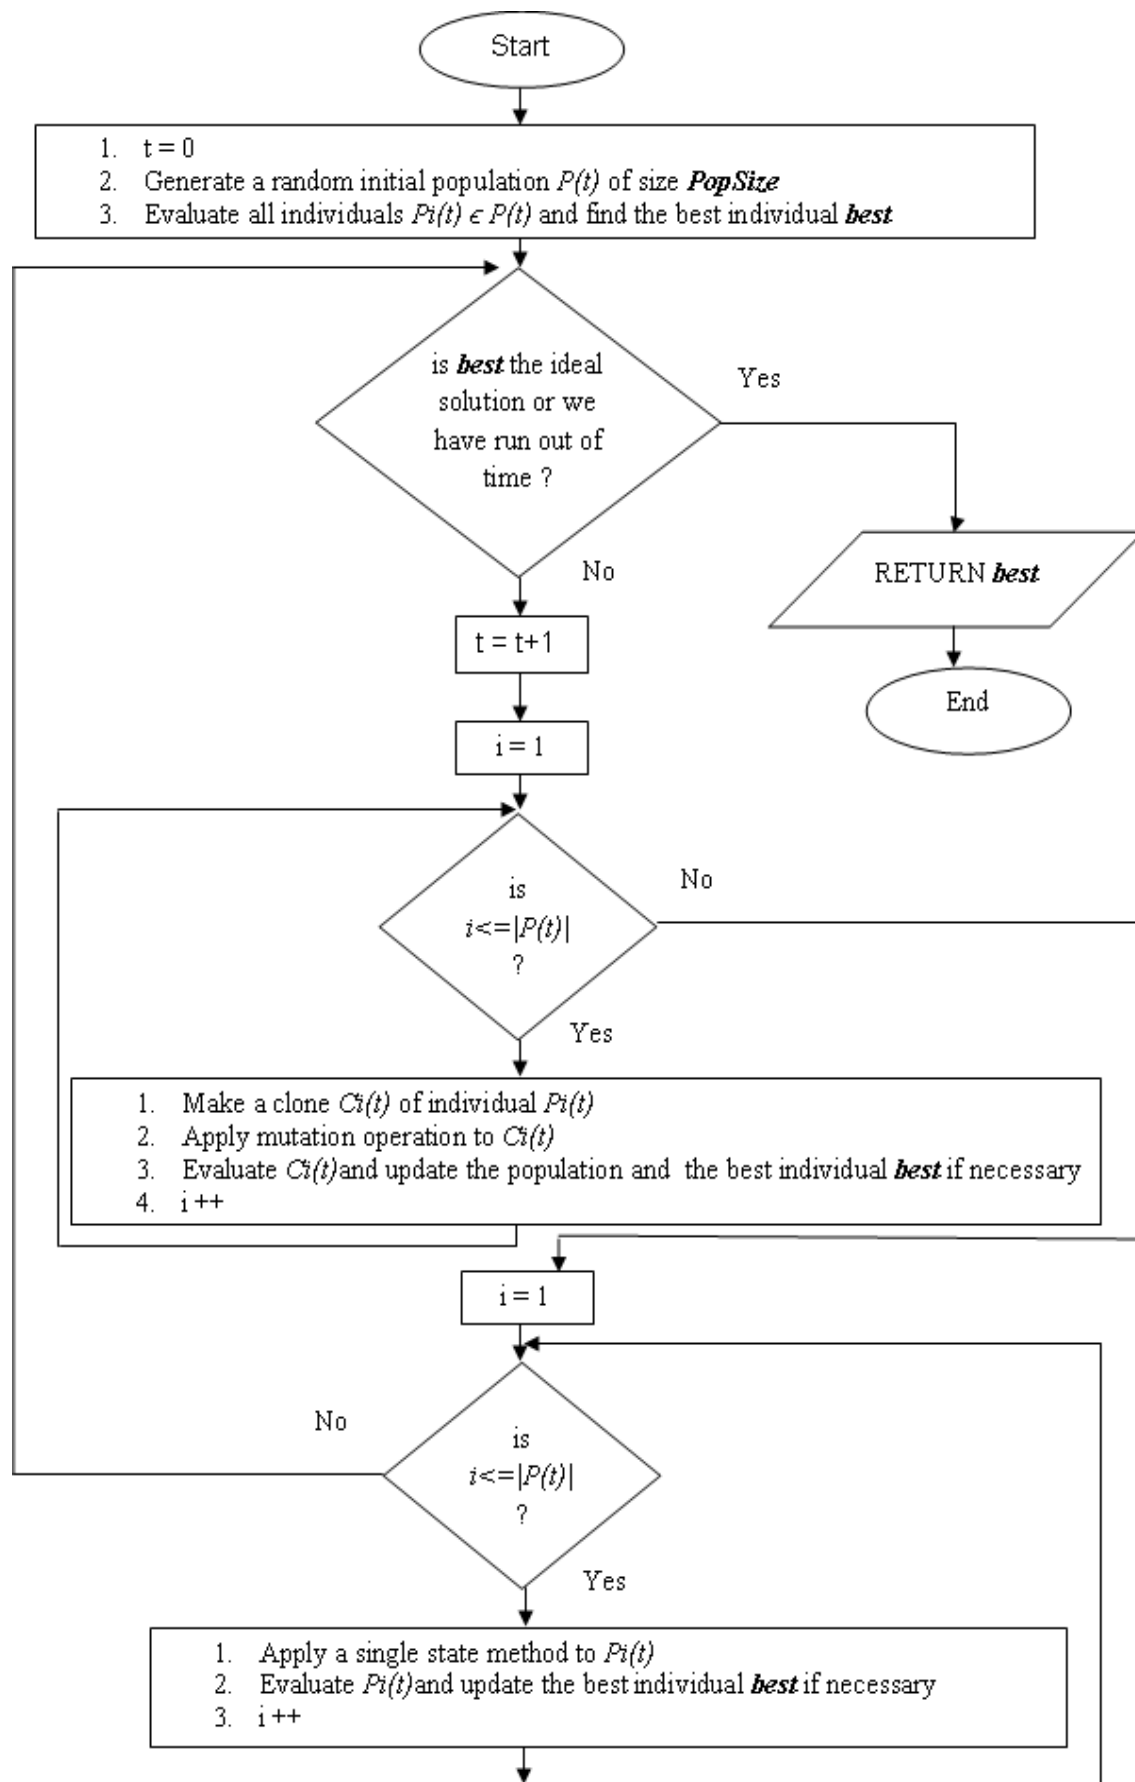 Start
1. t = 0
2. Generate a random initial population P(t) of size PopSize
3. Evaluate all individuals Pi(t) ϵ P(t) and find the best individual best
is best the ideal
solution or we
have run out of
time ?
Yes
No
RETURN best
t = t+1
End
i = 1
is
i<=|P(t)|
?
No
Yes
1. Make a clone Ci(t) of individual Pi(t)
2. Apply mutation operation to Ci(t)
3. Evaluate Ci(t)and update the population and the best individual best if necessary
4. i ++
i = 1
No
is
i<=|P(t)|
?
Yes
1. Apply a single state method to Pi(t)
2. Evaluate Pi(t)and update the best individual best if necessary
3. i ++